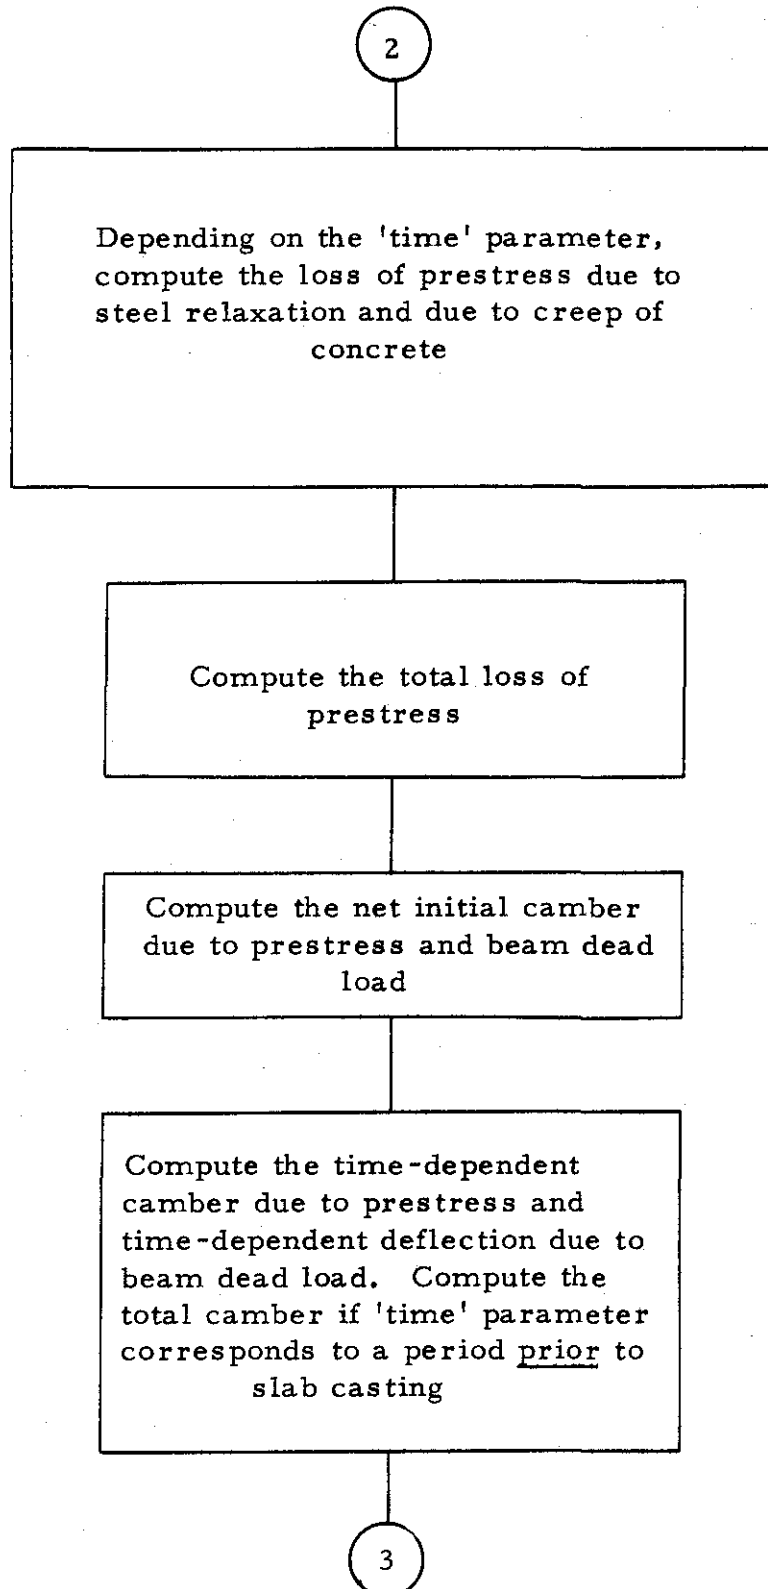 2
Depending on the 'time' parameter,
compute the loss of prestress due to
steel relaxation and due to creep of
concrete
Compute the total loss of
prestress
Compute the net initial camber
due to prestress and beam dead
load
Compute the time-dependent
camber due to prestress and
time-dependent deflection due to
beam dead load. Compute the
total camber if 'time' parameter
corresponds to a period prior to
slab casting
3